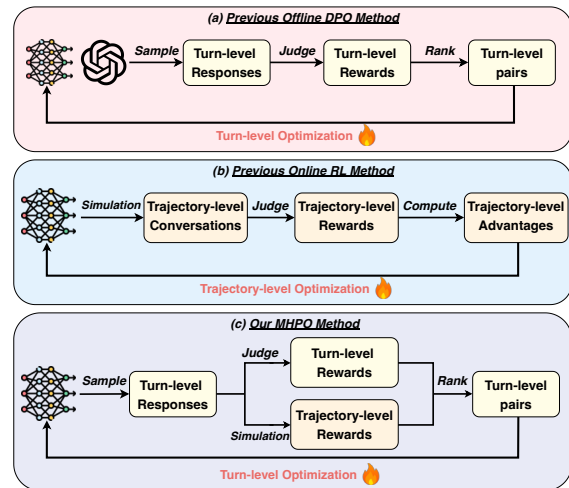 (a) Previous Offline DPO Method
Sample
Judge
Rank
Turn-level
Responses
Turn-level
Rewards
Turn-level
pairs
Turn-level Optimization
(b) Previous Online RL Method
Simulation
Judge
Compute
Trajectory-level
Conversations
Trajectory-level
Rewards
Trajectory-level
Advantages
Trajectory-level Optimization
(c) Our MHPO Method
Sample
Turn-level
Responses
Judge
Turn-level
Rewards
Simulation
Trajectory-level
Rewards
Rank
Turn-level
pairs
Turn-level Optimization